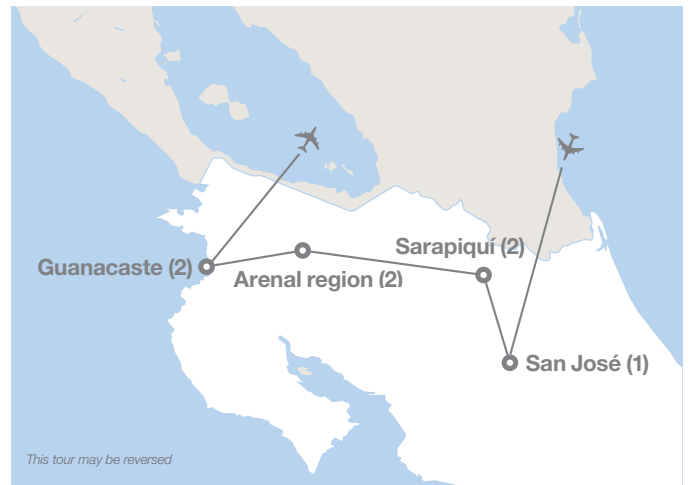 Sarapiquí (2)
Guanacaste (2)
Arenal region (2)
San José (1)
This tour may be reversed